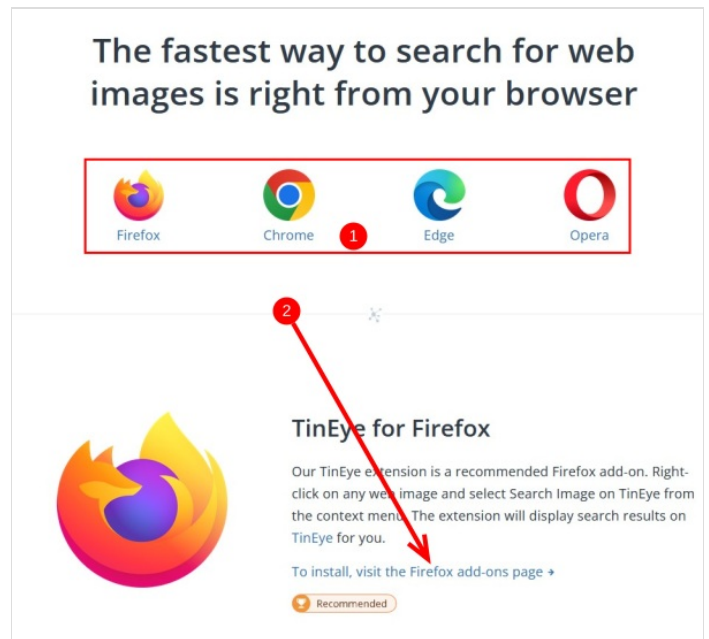 The fastest way to search for web
images is right from your browser
Firefox Chrome 1 Edge Opera
2
TinEye for Firefox
Our TinEye extension is a recommended Firefox add-on. Right-
click on any web image and select Search Image on TinEye from
the context menu. The extension will display search results on
TinEye for you.
To install, visit the Firefox add-ons page →
Recommended